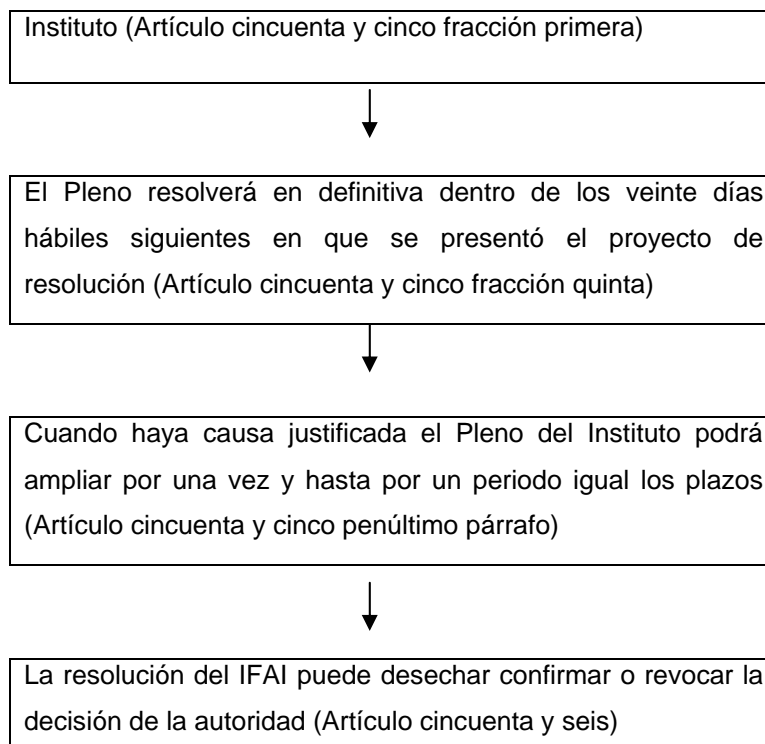 Instituto (Artículo cincuenta y cinco fracción primera)
El Pleno resolverá en definitiva dentro de los veinte días
hábiles siguientes en que se presentó el proyecto de
resolución (Artículo cincuenta y cinco fracción quinta)
Cuando haya causa justificada el Pleno del Instituto podrá
ampliar por una vez y hasta por un periodo igual los plazos
(Artículo cincuenta y cinco penúltimo párrafo)
La resolución del IFAI puede desechar confirmar o revocar la
decisión de la autoridad (Artículo cincuenta y seis)